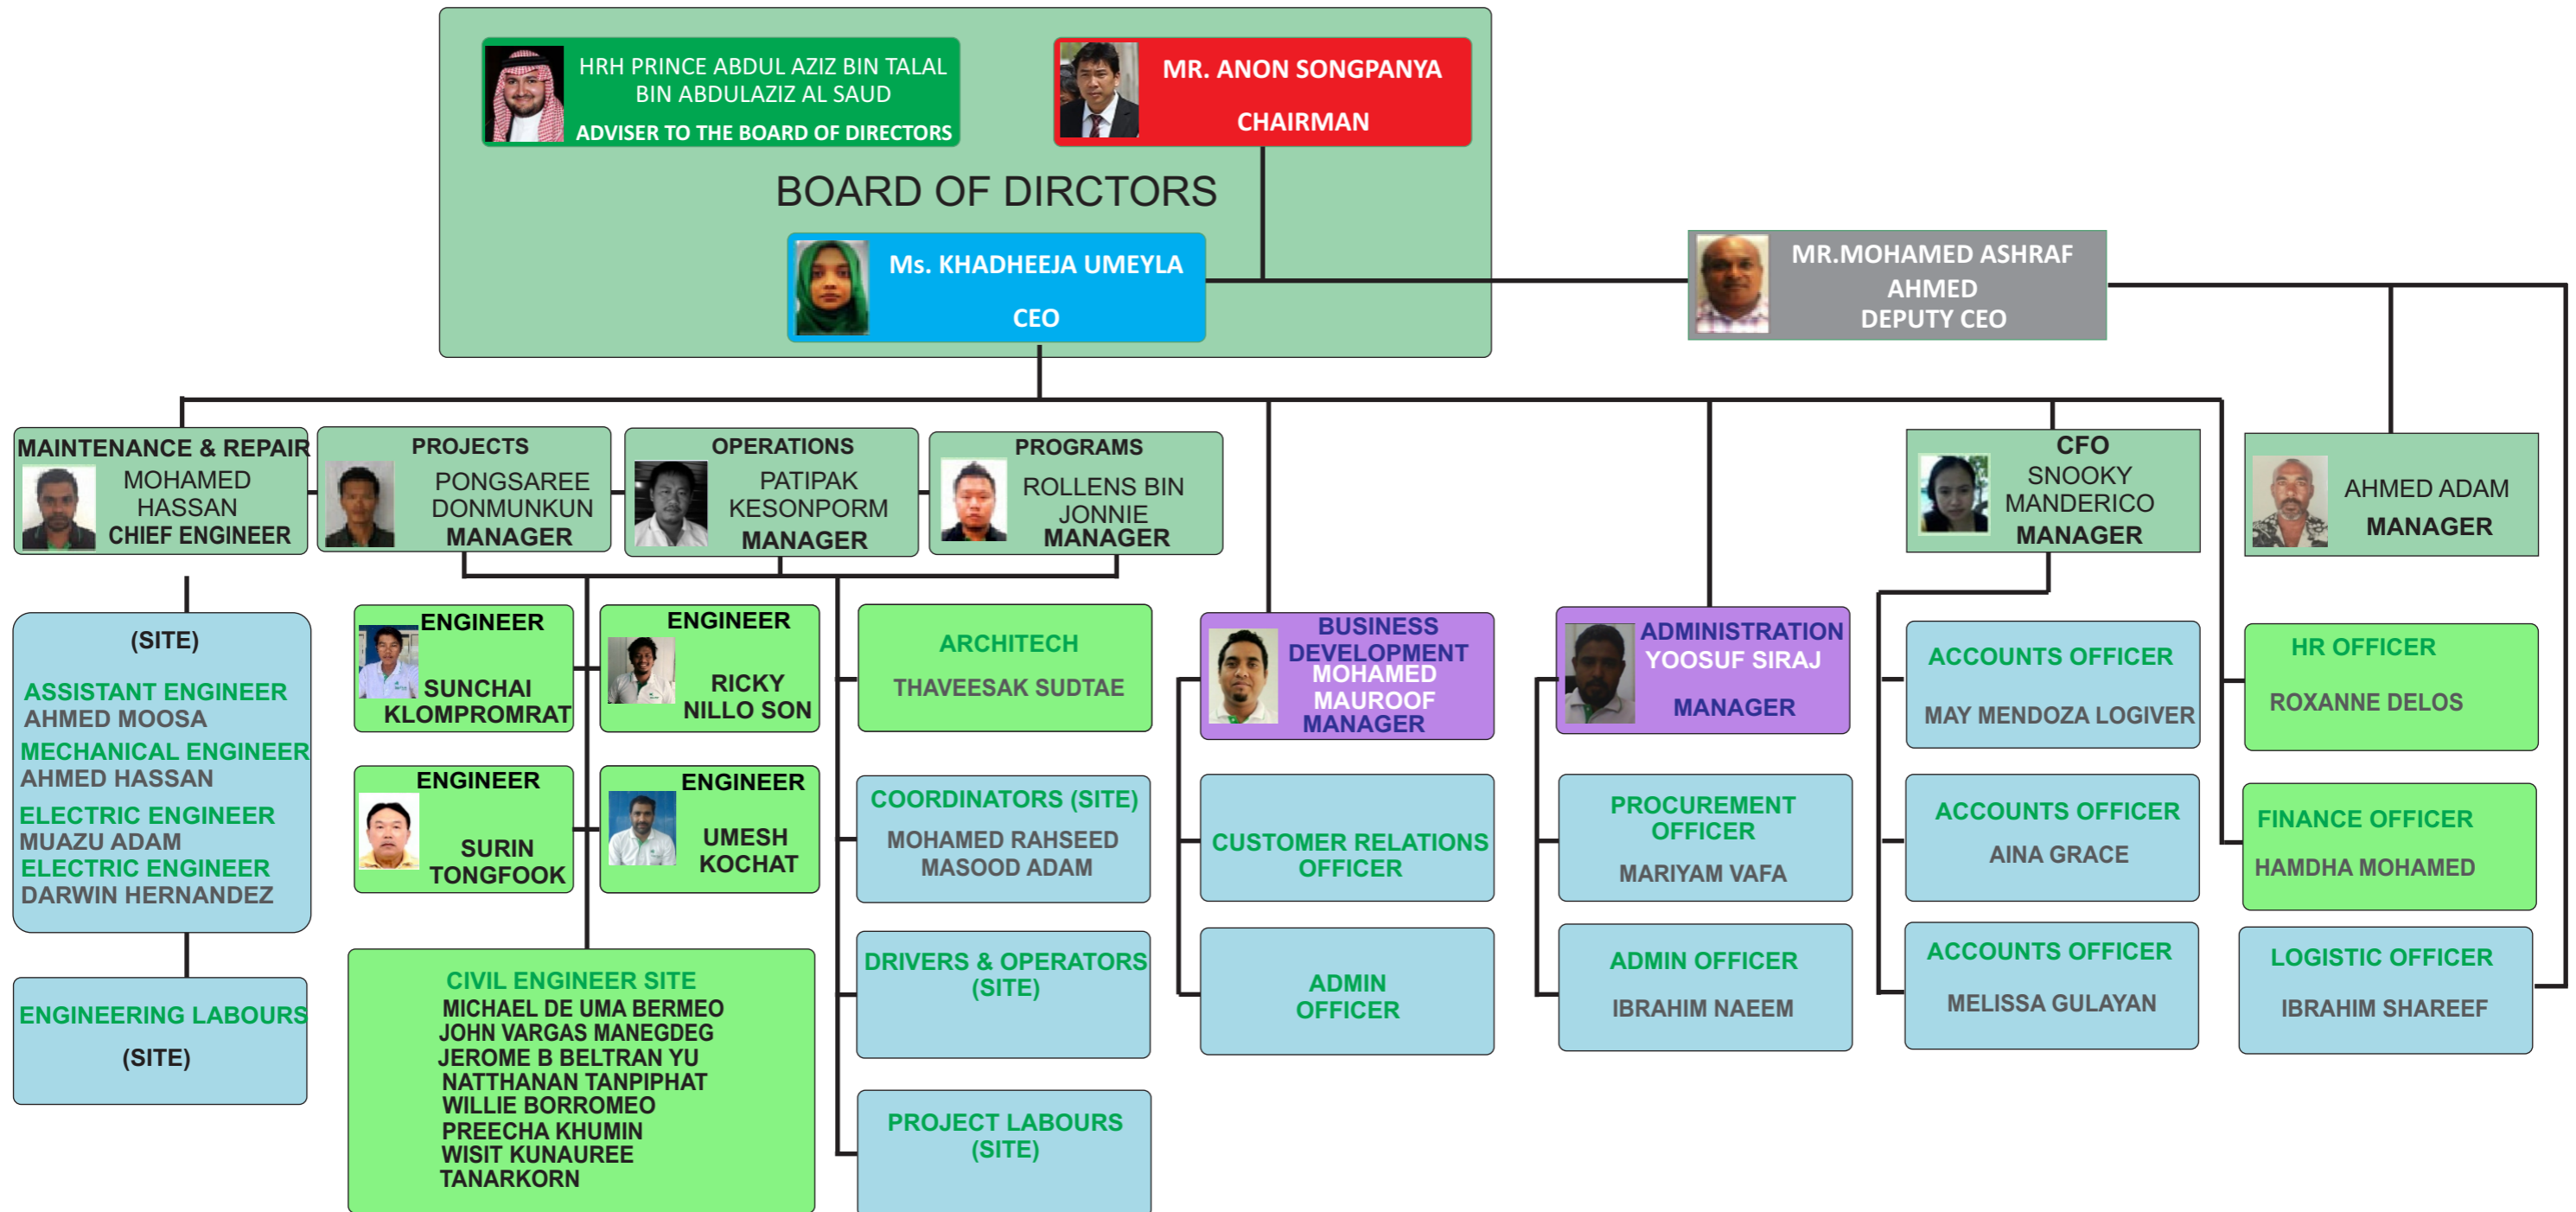 HRH PRINCE ABDUL AZIZ BIN TALAL
BIN ABDULAZIZ AL SAUD
ADVISER TO THE BOARD OF DIRECTORS
MR. ANON SONGPANYA
CHAIRMAN
BOARD OF DIRCTORS
Ms. KHADHEEJA UMEYLA
CEO
MR.MOHAMED ASHRAF
AHMED
DEPUTY CEO
MAINTENANCE & REPAIR
MOHAMED
HASSAN
CHIEF ENGINEER
PROJECTS
PONGSAREE
DONMUNKUN
MANAGER
OPERATIONS
PATIPAK
KESONPORM
MANAGER
PROGRAMS
ROLLENS BIN
JONNIE
MANAGER
CFO
SNOOKY
MANDERICO
MANAGER
AHMED ADAM
MANAGER
(SITE)
ASSISTANT ENGINEER
AHMED MOOSA
MECHANICAL ENGINEER
AHMED HASSAN
ELECTRIC ENGINEER
MUAZU ADAM
ELECTRIC ENGINEER
DARWIN HERNANDEZ
ENGINEERING LABOURS
(SITE)
ENGINEER
SUNCHAI
KLOMPROMRAT
ENGINEER
RICKY
NILLO SON
ENGINEER
SURIN
TONGFOOK
ENGINEER
UMESH
KOCHAT
CIVIL ENGINEER SITE
MICHAEL DE UMA BERMEO
JOHN VARGAS MANEGDEG
JEROME B BELTRAN YU
NATTHANAN TANPIPHAT
WILLIE BORROMEO
PREECHA KHUMIN
WISIT KUNAUREE
TANARKORN
ARCHITECH
THAVEESAK SUDTAE
COORDINATORS (SITE)
MOHAMED RAHSEED
MASOOD ADAM
DRIVERS & OPERATORS
(SITE)
PROJECT LABOURS
(SITE)
BUSINESS
DEVELOPMENT
MOHAMED
MAUROOF
MANAGER
CUSTOMER RELATIONS
OFFICER
ADMIN
OFFICER
ADMINISTRATION
YOOSUF SIRAJ
MANAGER
PROCUREMENT
OFFICER
MARIYAM VAFA
ADMIN OFFICER
IBRAHIM NAEEM
ACCOUNTS OFFICER
MAY MENDOZA LOGIVER
ACCOUNTS OFFICER
AINA GRACE
ACCOUNTS OFFICER
MELISSA GULAYAN
HR OFFICER
ROXANNE DELOS
FINANCE OFFICER
HAMDHA MOHAMED
LOGISTIC OFFICER
IBRAHIM SHAREEF